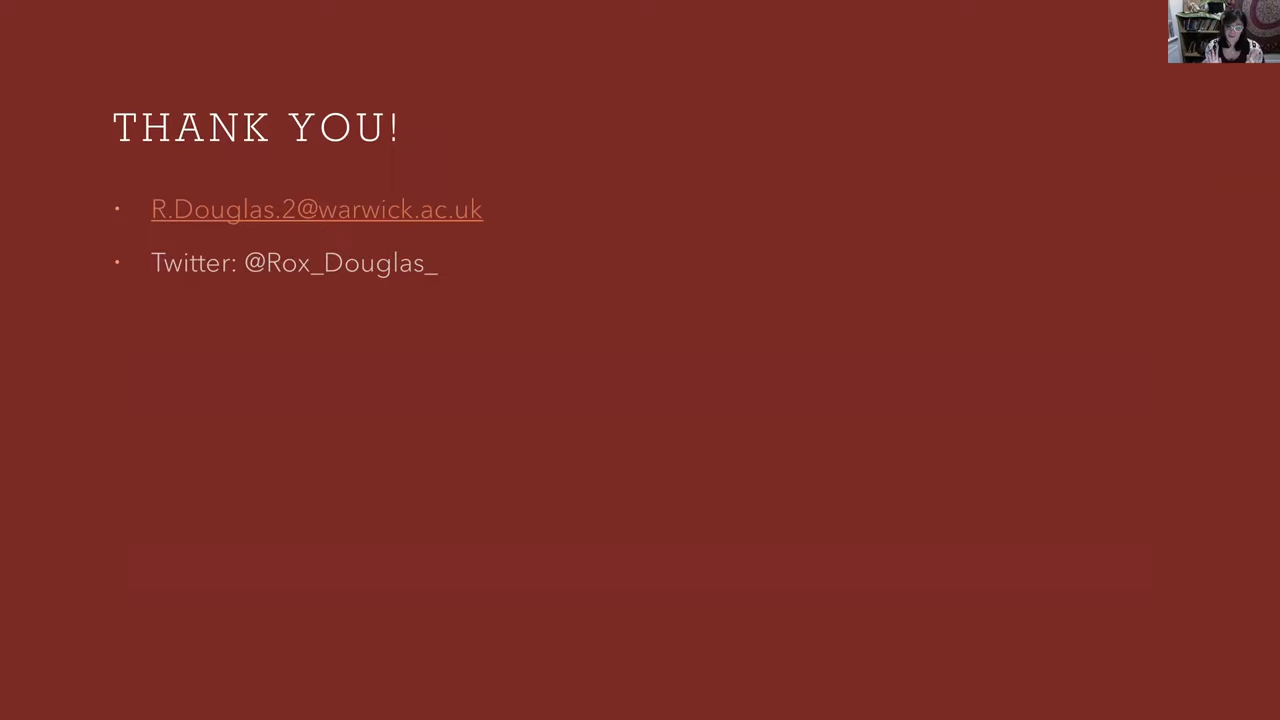 THANK YOU!
• R.Douglas.2@warwick.ac.uk
• Twitter: @Rox_Douglas_